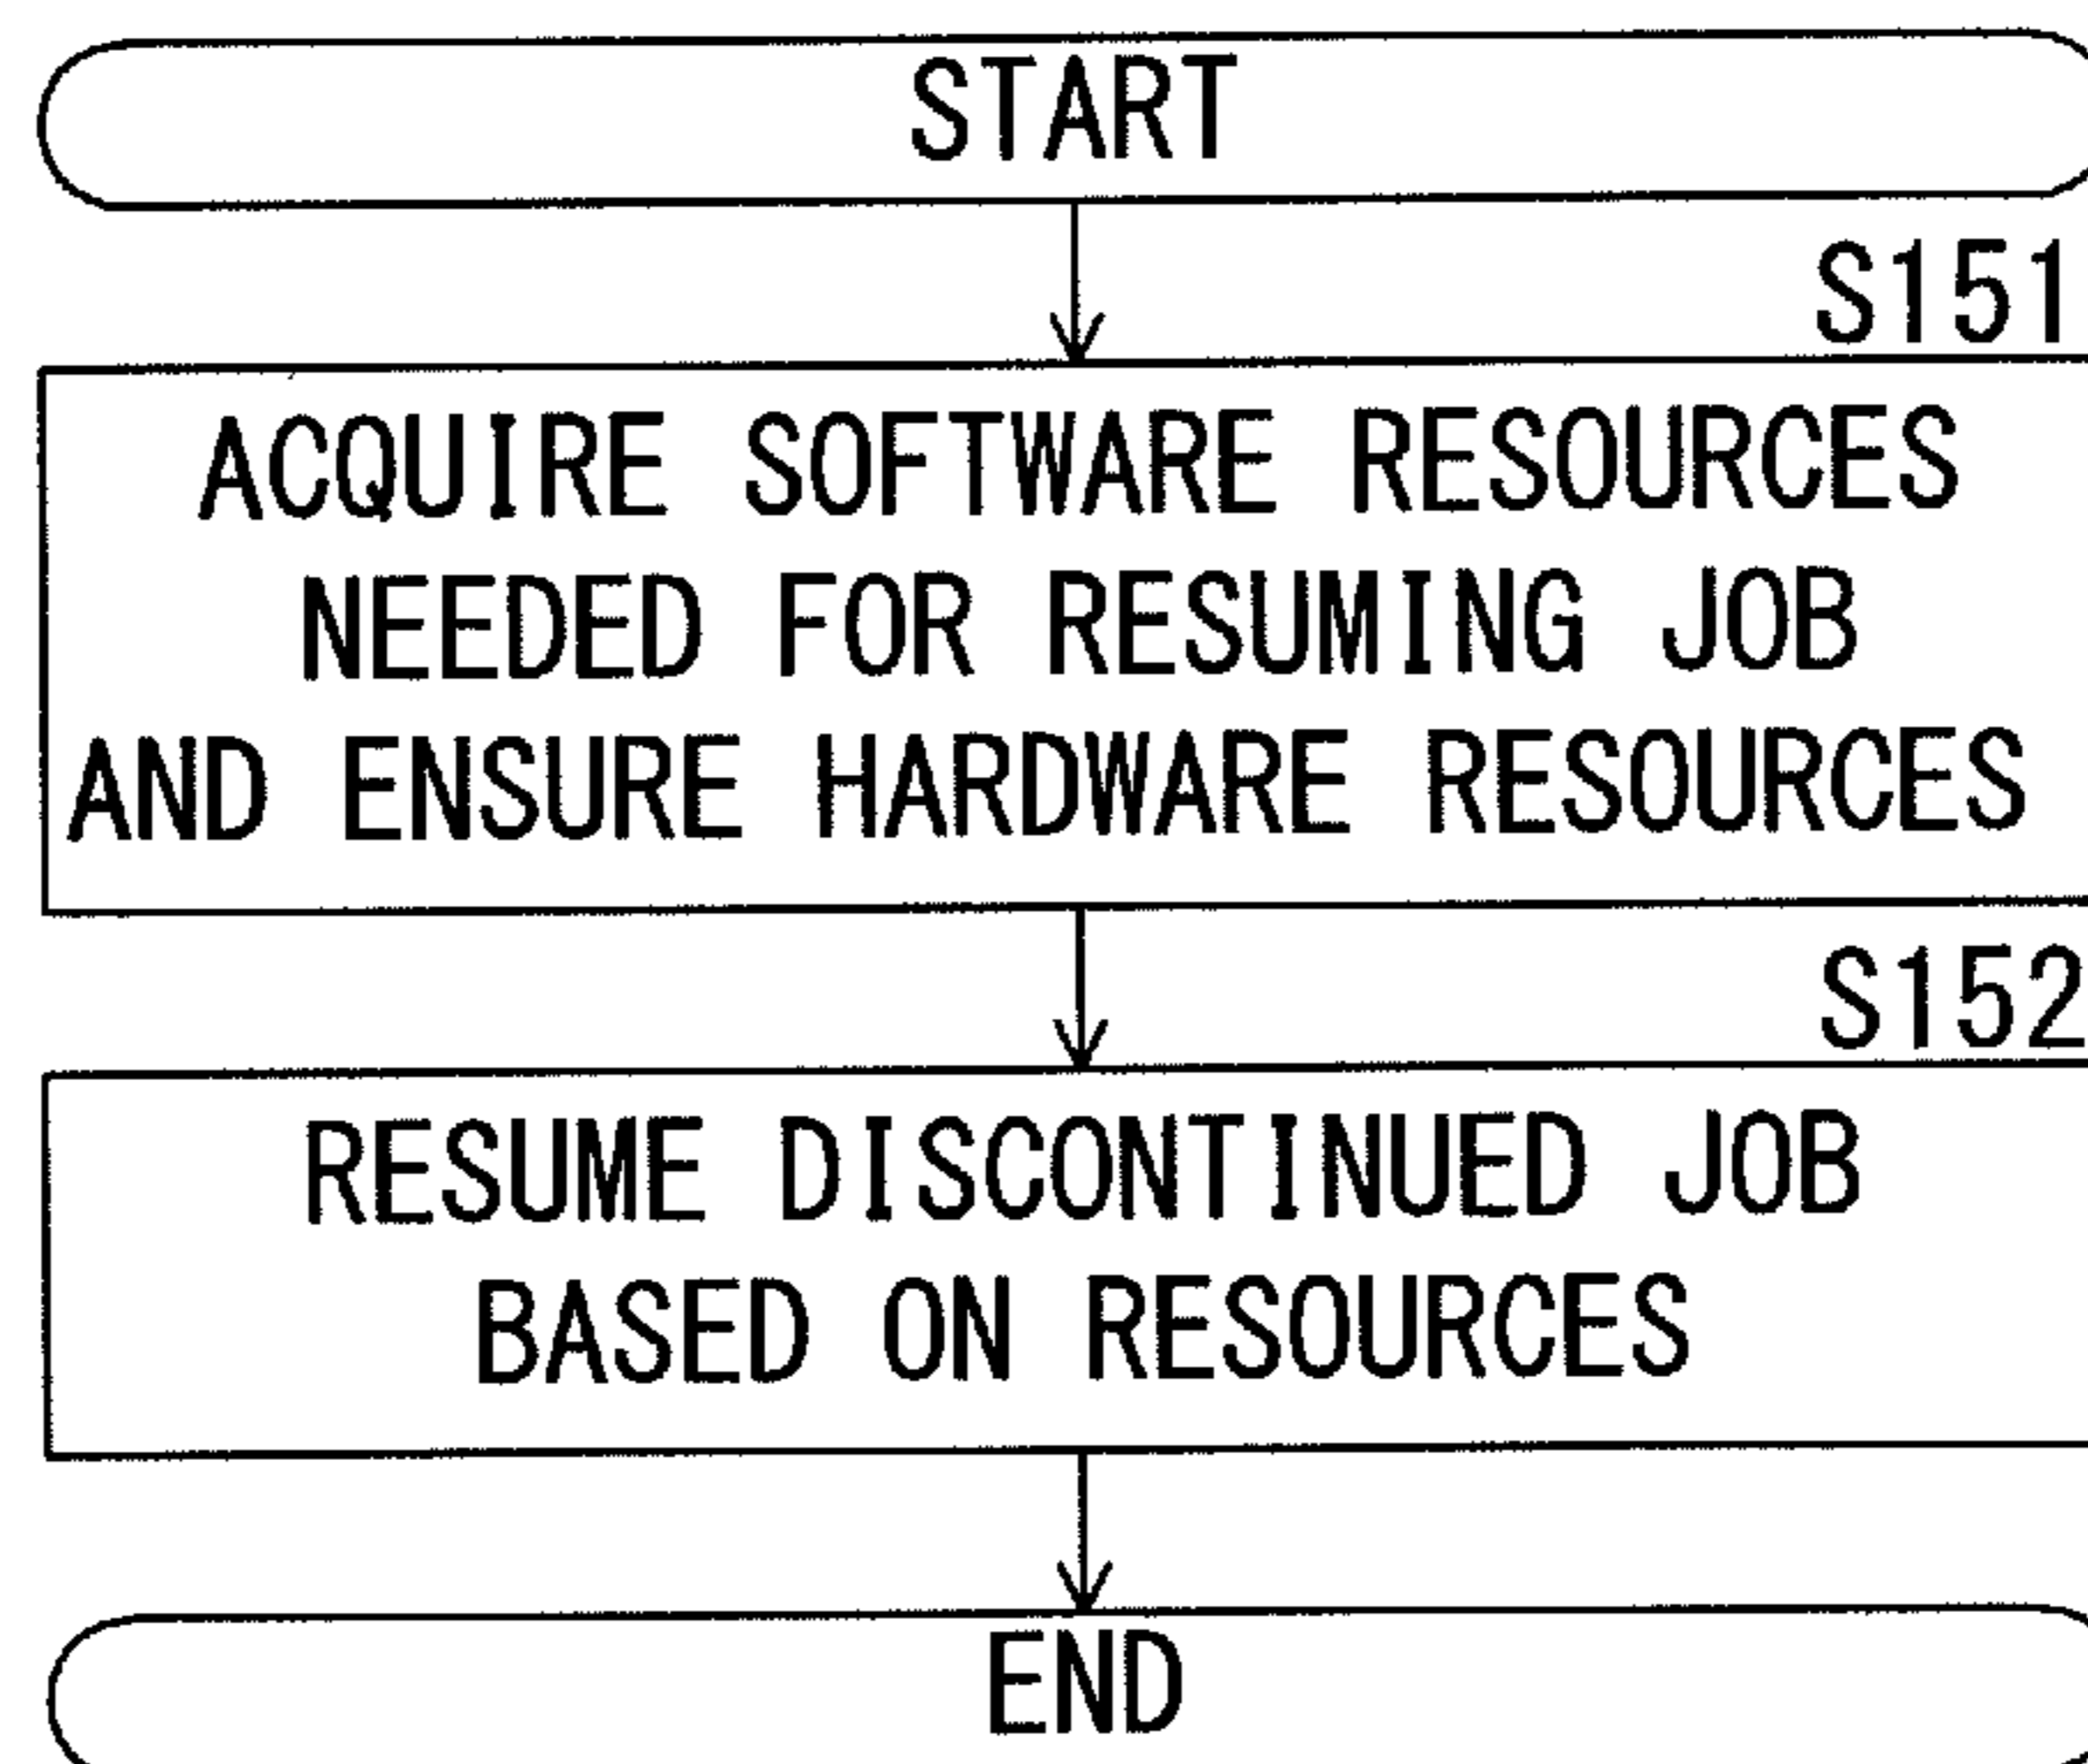 START
S151
ACQUIRE SOFTWARE RESOURCES
NEEDED FOR RESUMING JOB
AND ENSURE HARDWARE RESOURCES
S152
RESUME DISCONTINUED JOB
BASED ON RESOURCES
END